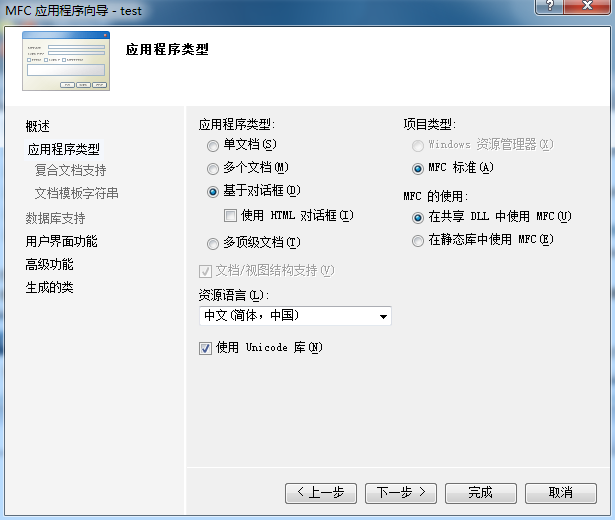 MFC 应用程序向导 - test
应用程序类型
概述
应用程序类型
复合文档支持
文档模板字符串
数据库支持
用户界面功能
高级功能
生成的类
应用程序类型:
单文档(S)
多个文档(M)
基于对话框(D)
使用 HTML 对话框(I)
多顶级文档(T)
文档/视图结构支持(V)
资源语言(L):
中文(简体，中国)
使用 Unicode 库(N)
项目类型:
Windows 资源管理器(X)
MFC 标准(A)
MFC 的使用:
在共享 DLL 中使用 MFC(U)
在静态库中使用 MFC(E)
< 上一步
下一步 >
完成
取消